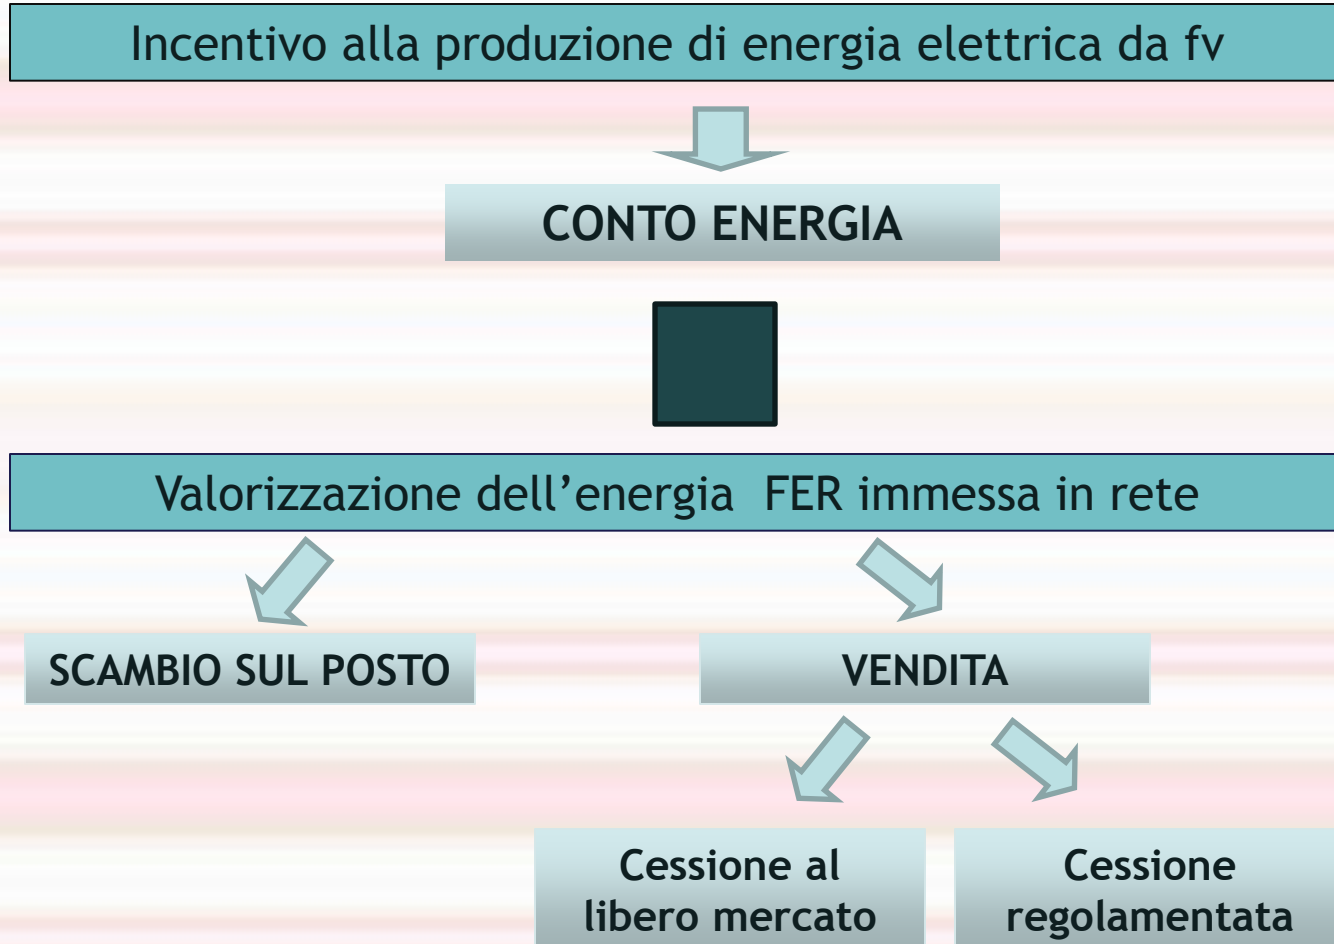 Incentivo alla produzione di energia elettrica da fv
CONTO ENERGIA
Valorizzazione dell’energia  FER immessa in rete
SCAMBIO SUL POSTO
VENDITA
Cessione al
libero mercato
Cessione
regolamentata